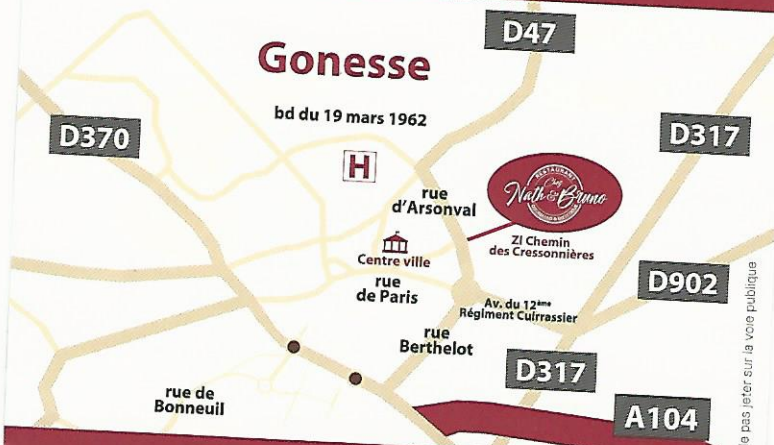 D47
Gonesse
bd du 19 mars 1962
D370
D317
H
RESTAURANT
Chez
Nath & Bruno
rue
d'Arsonval
ZI Chemin
des Cressonnières
Centre ville
rue
de Paris
D902
Av. du 12ème
Régiment Cuirrassier
rue
Berthelot
D317
rue de
Bonneuil
A104
pas jeter sur la voie publique